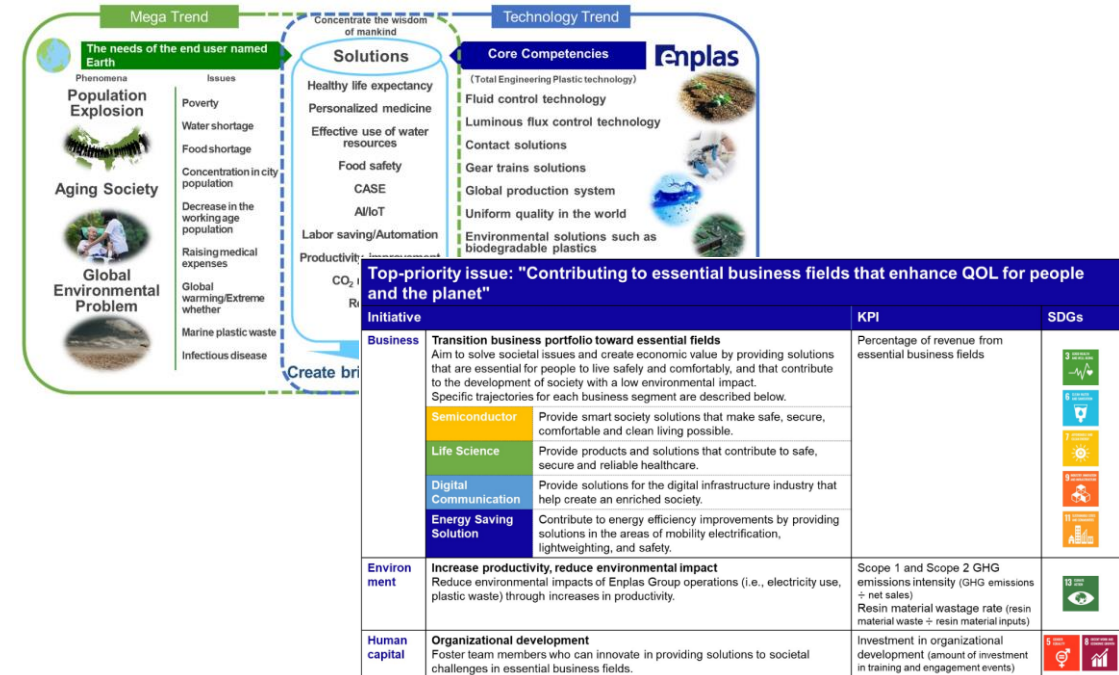 Mega Trend
The needs of the end user named
Earth
Phenomena
Issues
Population
Explosion
Aging Society
Global
Environmental
Problem
Poverty
Water shortage
Food shortage
Concentration in city
population
Decrease in the
working age
population
Raising medical
expenses
Global
warming/Extreme
whether
Marine plastic waste
Infectious disease
Concentrate the wisdom
of mankind
Solutions
Healthy life expectancy
Personalized medicine
Effective use of water
resources
Food safety
CASE
AI/IoT
Labor saving/Automation
Productivity improvement
CO₂
Create
Technology Trend
Core Competencies
Enplas
(Total Engineering Plastic technology)
Fluid control technology
Luminous flux control technology
Contact solutions
Gear trains solutions
Global production system
Uniform quality in the world
Environmental solutions such as
biodegradable plastics
Top-priority issue: "Contributing to essential business fields that enhance QOL for people
and the planet"
Initiative
KPI
SDGs
Business
Transition business portfolio toward essential fields
Aim to solve societal issues and create economic value by providing solutions
that are essential for people to live safely and comfortably, and that contribute
to the development of society with a low environmental impact.
Specific trajectories for each business segment are described below.
Semiconductor
Provide smart society solutions that make safe, secure,
comfortable and clean living possible.
Life Science
Provide products and solutions that contribute to safe,
secure and reliable healthcare.
Digital
Communication
Provide solutions for the digital infrastructure industry that
help create an enriched society.
Energy Saving
Solution
Contribute to energy efficiency improvements by providing
solutions in the areas of mobility electrification,
lightweighting, and safety.
Percentage of revenue from
essential business fields
3
6
7
9
11
Environ
ment
Increase productivity, reduce environmental impact
Reduce environmental impacts of Enplas Group operations (i.e., electricity use,
plastic waste) through increases in productivity.
Scope 1 and Scope 2 GHG
emissions intensity (GHG emissions
÷ net sales)
Resin material wastage rate (resin
material waste ÷ resin material inputs)
13
Human
capital
Organizational development
Foster team members who can innovate in providing solutions to societal
challenges in essential business fields.
Investment in organizational
development (amount of investment
in training and engagement events)
5
8